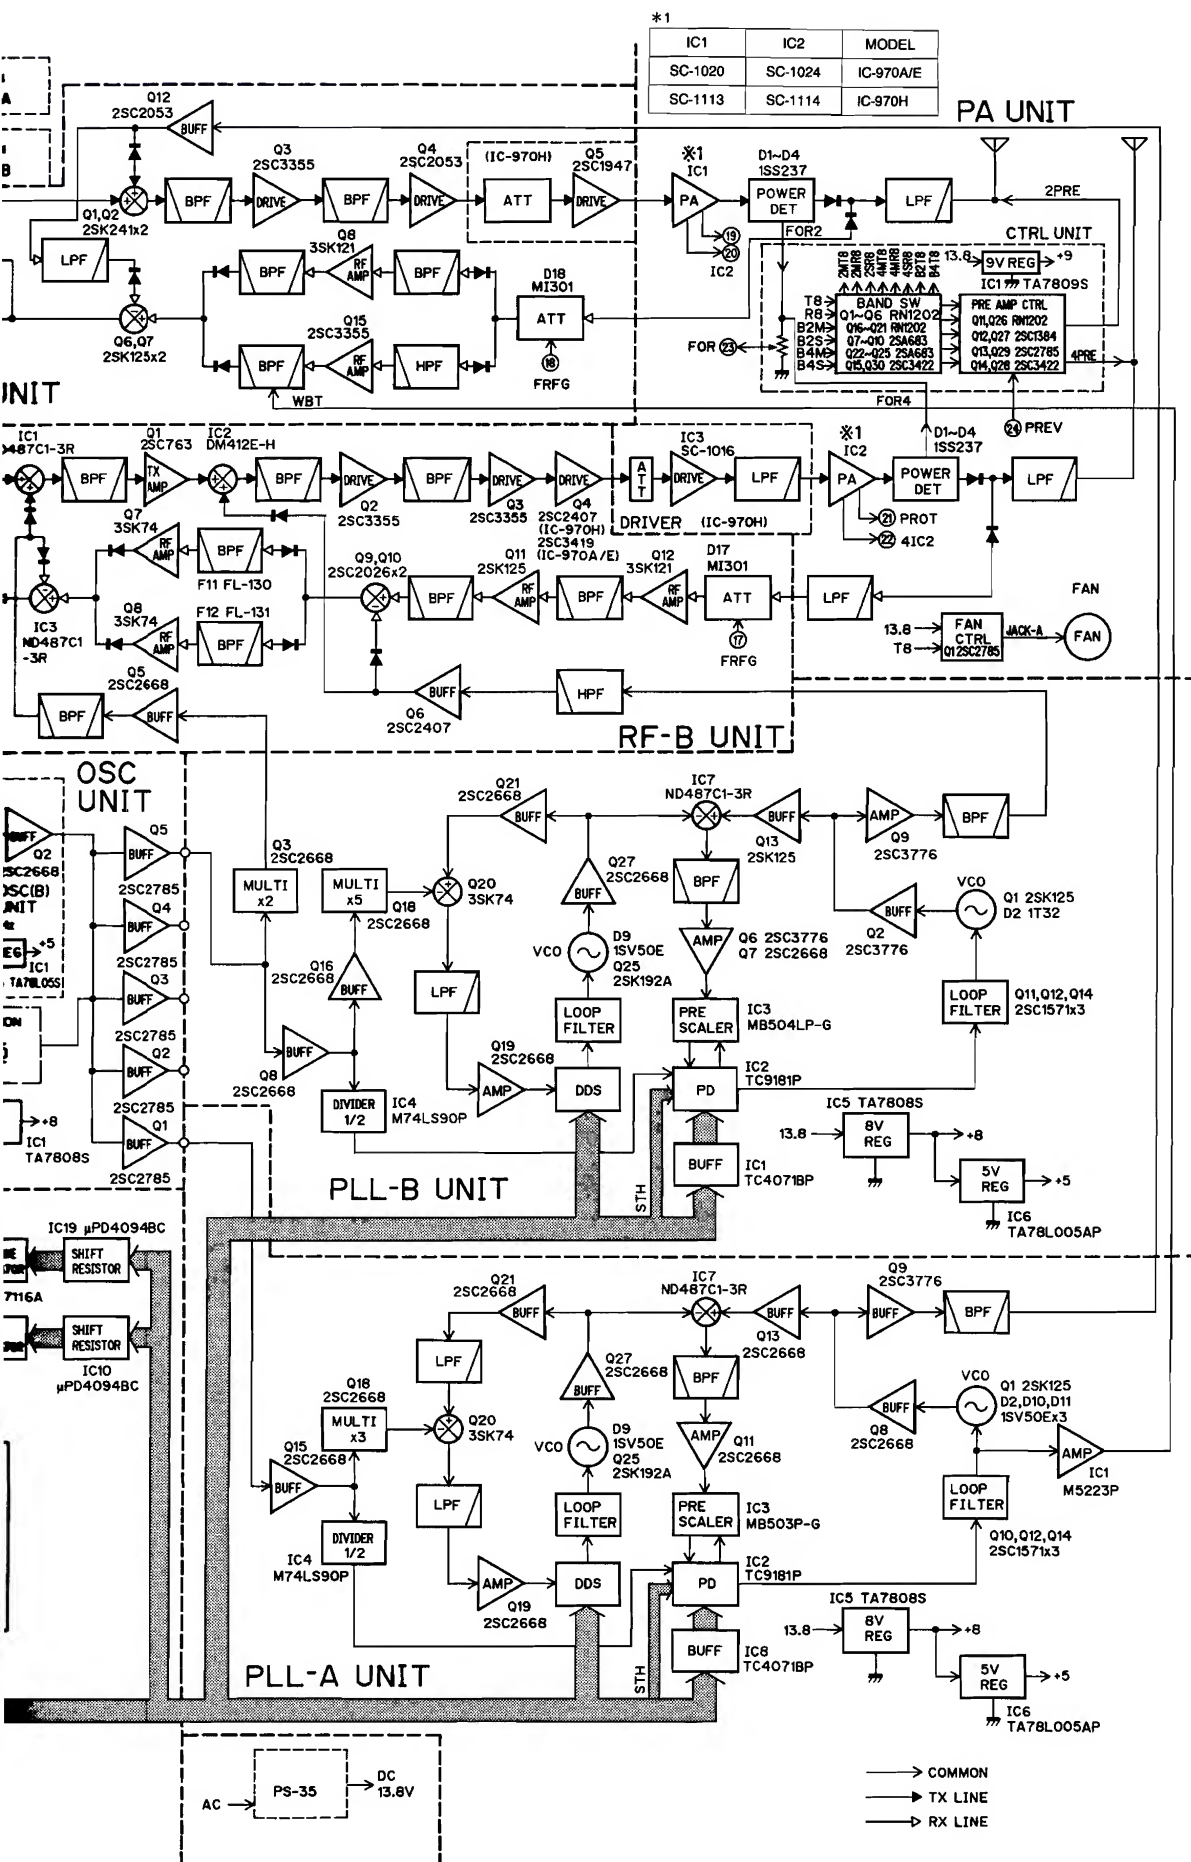 *1
IC1 IC2 MODEL
SC-1020 SC-1024 IC-970A/E
SC-1113 SC-1114 IC-970H
PA UNIT
A
B
Q12
2SC2053
BUFF
Q1,Q2
2SK241x2
BPF
Q3
2SC3355
DRIVE
BPF
Q4
2SC2053
DRIVE
(IC-970H)
ATT
Q5
2SC1947
DRIVE
※1
IC1
PA
19
20
IC2
D1~D4
1SS237
POWER
DET
FOR2
LPF
2PRE
LPF
Q6,Q7
2SK125x2
BPF
Q8
3SK121
RF
AMP
BPF
D18
MI301
ATT
18
FRFG
BPF
Q15
2SC3355
RF
AMP
HPF
WBT
CTRL UNIT
13.8
9V REG
+9
IC1 TA7809S
2MT8
2MR8
2SR8
4MT8
4MR8
4SR8
B2T8
B4T8
T8
R8
B2M
B2S
B4M
B4S
BAND SW
Q1~Q6 RN1202
Q16~Q21 RN1202
Q7~Q10 2SA683
Q22~Q25 2SA683
Q15,Q30 2SC3422
PRE AMP CTRL
Q11,Q26 RN1202
Q12,Q27 2SC1384
Q13,Q29 2SC2785
Q14,Q28 2SC3422
4PRE
FOR 23
FOR4
24 PREV
UNIT
IC1
ND487C1-3R
BPF
Q1
2SC763
TX
AMP
IC2
DM412E-H
BPF
DRIVE
Q2
2SC3355
BPF
DRIVE
Q3
2SC3355
DRIVE
Q4
2SC2407
(IC-970H)
2SC3419
(IC-970A/E)
ATT
IC3
SC-1016
DRIVE
LPF
DRIVER (IC-970H)
※1
IC2
PA
21 PROT
22 4IC2
D1~D4
1SS237
POWER
DET
LPF
Q7
3SK74
RF
AMP
BPF
F11 FL-130
IC3
ND487C1
-3R
Q8
3SK74
RF
AMP
F12 FL-131
BPF
Q9,Q10
2SC2026x2
BPF
Q11
2SK125
RF
AMP
BPF
Q12
3SK121
RF
AMP
D17
MI301
ATT
17
FRFG
LPF
FAN
13.8
T8
FAN
CTRL
Q1 2SC2785
JACK-A
FAN
BPF
Q5
2SC2668
BUFF
BUFF
Q6
2SC2407
HPF
RF-B UNIT
OSC
UNIT
BUFF
Q2
2SC2668
OSC(B)
UNIT
+5
IC1
TA78L05S
+8
IC1
TA7808S
Q5
BUFF
2SC2785
Q4
BUFF
2SC2785
Q3
BUFF
2SC2785
Q2
BUFF
2SC2785
Q1
BUFF
2SC2785
Q3
2SC2668
MULTI
x2
MULTI
x5
Q18
2SC2668
Q16
2SC2668
BUFF
BUFF
Q8
2SC2668
DIVIDER
1/2
IC4
M74LS90P
Q21
2SC2668
BUFF
Q20
3SK74
LPF
Q19
2SC2668
AMP
DDS
LOOP
FILTER
VCO
D9
1SV50E
Q25
2SK192A
Q27
2SC2668
BUFF
IC7
ND487C1-3R
BPF
AMP
Q6 2SC3776
Q7 2SC2668
PRE
SCALER
IC3
MB504LP-G
PD
IC2
TC9181P
BUFF
IC1
TC4071BP
STH
BUFF
Q13
2SK125
AMP
Q9
2SC3776
BPF
BUFF
Q2
2SC3776
VCO
Q1 2SK125
D2 1T32
LOOP
FILTER
Q11,Q12,Q14
2SC1571x3
IC5 TA7808S
13.8
8V
REG
+8
5V
REG
+5
IC6
TA78L005AP
PLL-B UNIT
IC19 μPD4094BC
SHIFT
RESISTOR
7116A
SHIFT
RESISTOR
IC10
μPD4094BC
Q21
2SC2668
BUFF
LPF
Q18
2SC2668
MULTI
x3
Q20
3SK74
Q15
2SC2668
BUFF
LPF
DIVIDER
1/2
IC4
M74LS90P
AMP
Q19
2SC2668
DDS
LOOP
FILTER
VCO
D9
1SV50E
Q25
2SK192A
Q27
2SC2668
BUFF
IC7
ND487C1-3R
BPF
AMP
Q11
2SC2668
PRE
SCALER
IC3
MB503P-G
PD
IC2
TC9181P
BUFF
IC8
TC4071BP
STH
BUFF
Q13
2SC2668
Q9
2SC3776
BUFF
BPF
BUFF
Q8
2SC2668
VCO
Q1 2SK125
D2,D10,D11
1SV50Ex3
AMP
IC1
M5223P
LOOP
FILTER
Q10,Q12,Q14
2SC1571x3
IC5 TA7808S
13.8
8V
REG
+8
5V
REG
+5
IC6
TA78L005AP
PLL-A UNIT
AC
PS-35
DC
13.8V
COMMON
TX LINE
RX LINE